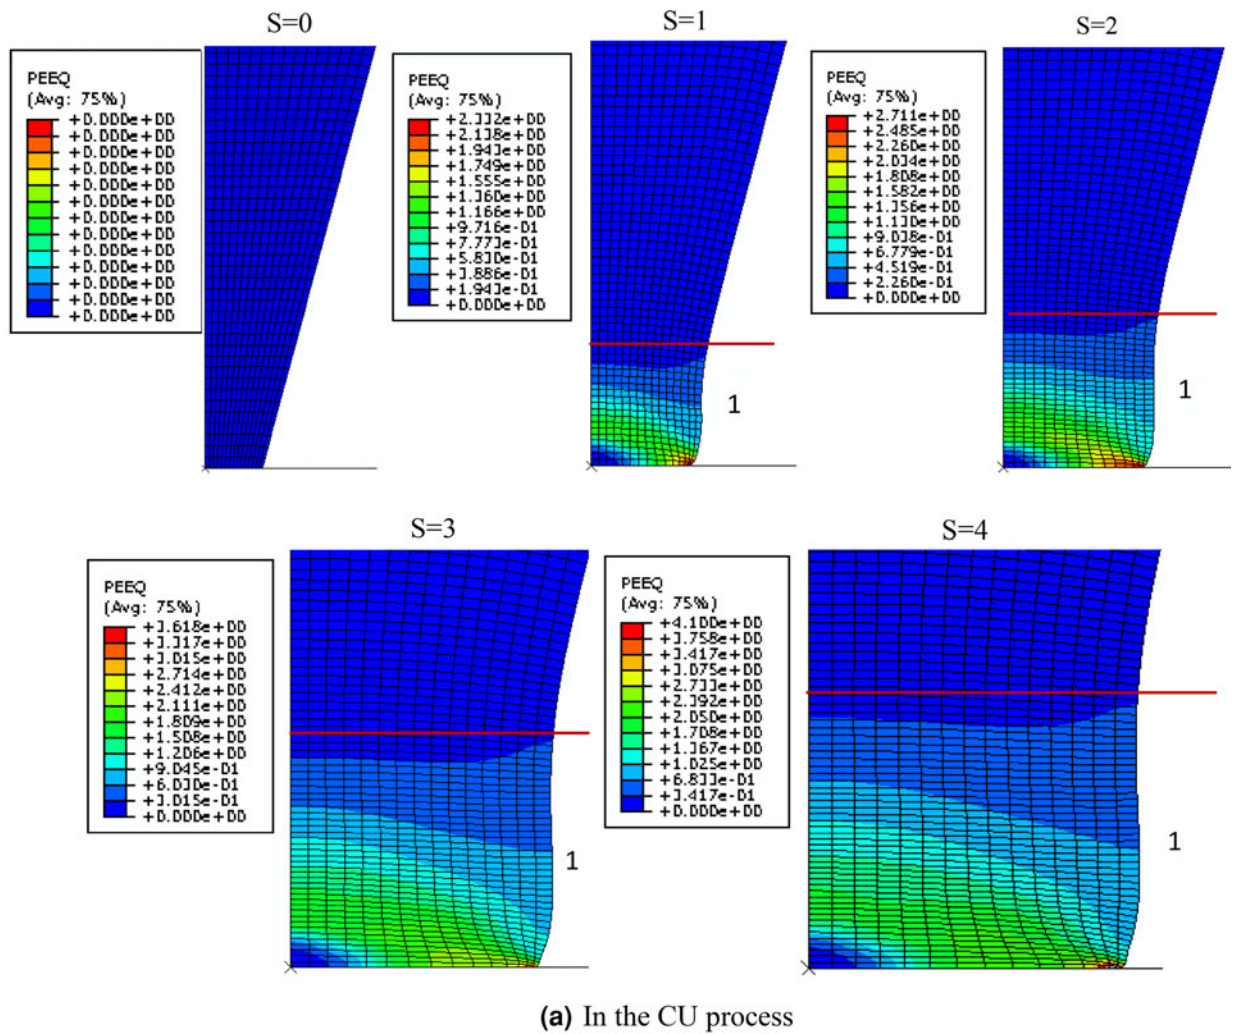 S=0
PEEQ
(Avg: 75%)
+0.000e+00
+0.000e+00
+0.000e+00
+0.000e+00
+0.000e+00
+0.000e+00
+0.000e+00
+0.000e+00
+0.000e+00
+0.000e+00
+0.000e+00
+0.000e+00
+0.000e+00
S=1
PEEQ
(Avg: 75%)
+2.332e+00
+2.138e+00
+1.943e+00
+1.749e+00
+1.555e+00
+1.360e+00
+1.166e+00
+9.716e-01
+7.773e-01
+5.830e-01
+3.886e-01
+1.943e-01
+0.000e+00
1
S=2
PEEQ
(Avg: 75%)
+2.711e+00
+2.485e+00
+2.260e+00
+2.034e+00
+1.808e+00
+1.582e+00
+1.356e+00
+1.130e+00
+9.038e-01
+6.779e-01
+4.519e-01
+2.260e-01
+0.000e+00
1
S=3
PEEQ
(Avg: 75%)
+3.618e+00
+3.317e+00
+3.015e+00
+2.714e+00
+2.412e+00
+2.111e+00
+1.809e+00
+1.508e+00
+1.206e+00
+9.045e-01
+6.030e-01
+3.015e-01
+0.000e+00
1
S=4
PEEQ
(Avg: 75%)
+4.100e+00
+3.758e+00
+3.417e+00
+3.075e+00
+2.733e+00
+2.392e+00
+2.050e+00
+1.708e+00
+1.367e+00
+1.025e+00
+6.833e-01
+3.417e-01
+0.000e+00
1
(a) In the CU process